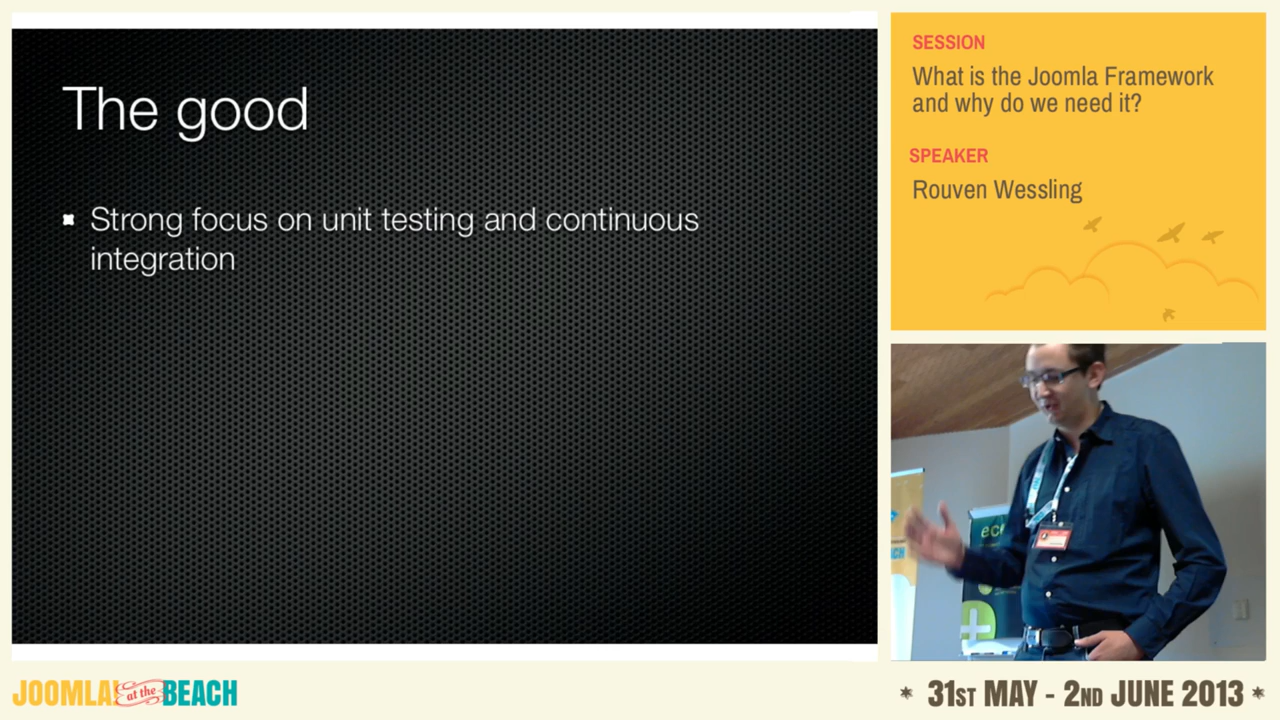 The good
Strong focus on unit testing and continuous
integration
SESSION
What is the Joomla Framework
and why do we need it?
SPEAKER
Rouven Wessling
JOOMLA! at the BEACH
* 31ST MAY - 2ND JUNE 2013 *